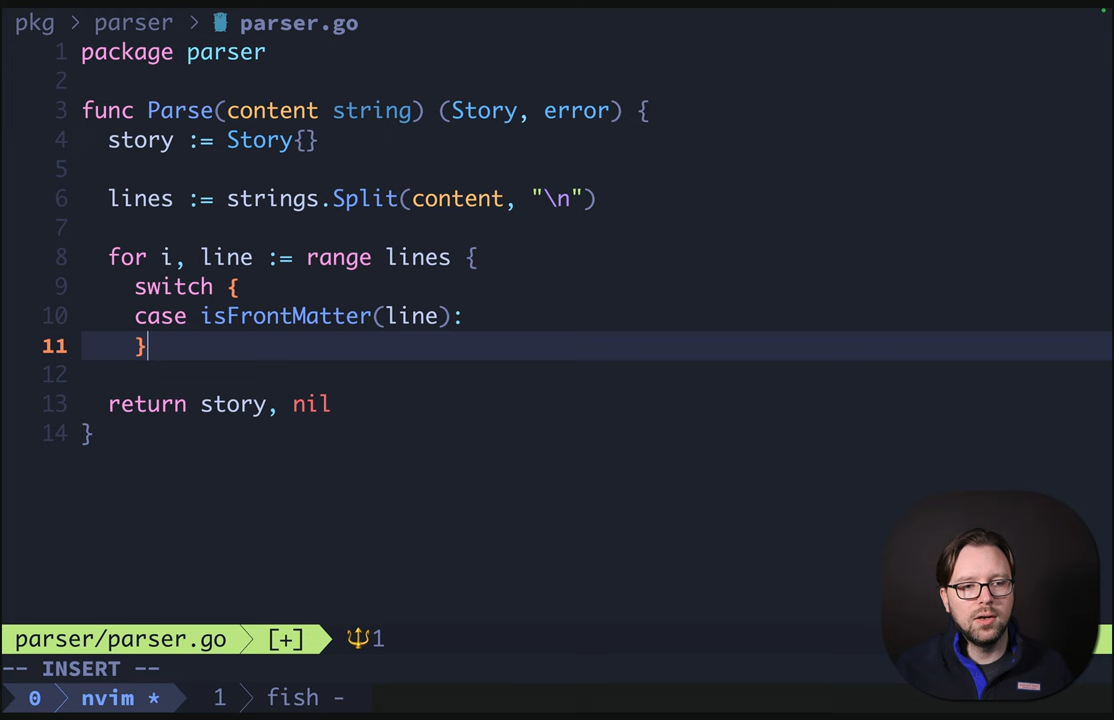 pkg > parser > parser.go
1 package parser
2
3 func Parse(content string) (Story, error) {
4   story := Story{}
5
6   lines := strings.Split(content, "\n")
7
8   for i, line := range lines {
9     switch {
10     case isFrontMatter(line):
11     }
12
13   return story, nil
14 }
parser/parser.go [+] 1
-- INSERT --
0 nvim * 1 fish -